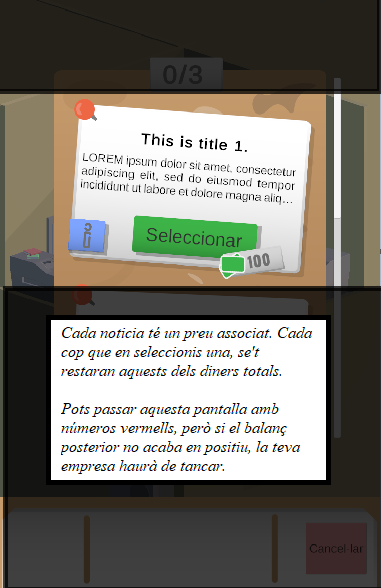 0/3
This is title 1.
LOREM ipsum dolor sit amet, consectetur
adipiscing elit, sed do eiusmod tempor
incididunt ut labore et dolore magna aliq...
i
Seleccionar
100
Cada noticia té un preu associat. Cada
cop que en seleccionis una, se't
restaran aquests dels diners totals.
Pots passar aquesta pantalla amb
números vermells, però si el balanç
posterior no acaba en positiu, la teva
empresa haurà de tancar.
Cancel·lar